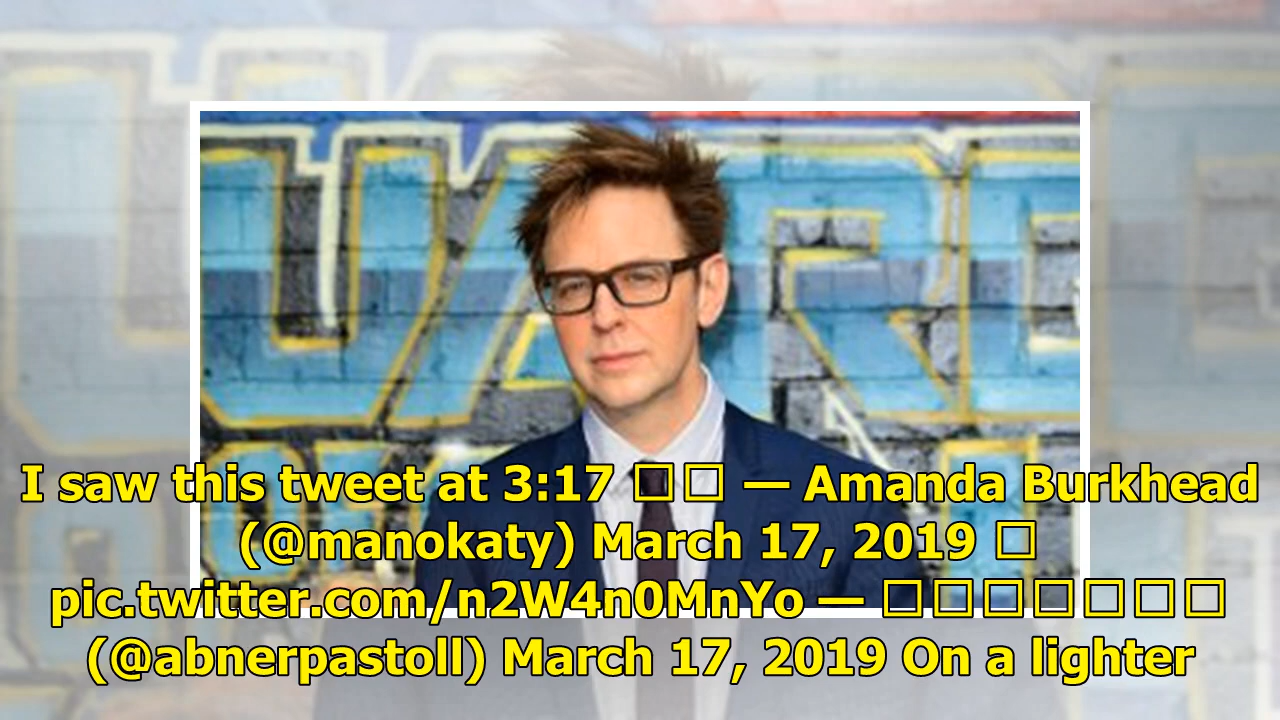 I saw this tweet at 3:17 □□ — Amanda Burkhead
(@manokaty) March 17, 2019 □
pic.twitter.com/n2W4n0MnYo — □□□□□□□
(@abnerpastoll) March 17, 2019 On a lighter